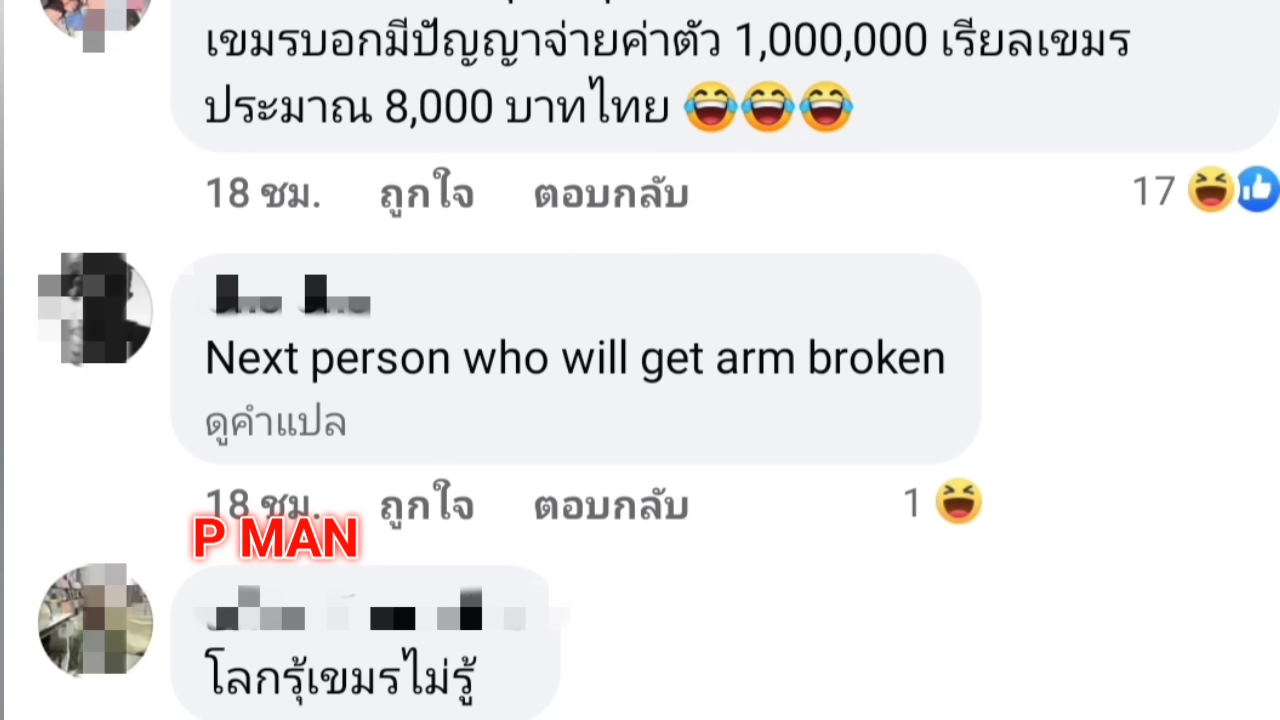 เขมรบอกมีปัญญาจ่ายค่าตัว 1,000,000 เรียลเขมร
ประมาณ 8,000 บาทไทย 😂😂😂
18 ชม. ถูกใจ ตอบกลับ 17
Next person who will get arm broken
ดูคำแปล
18 ชม. ถูกใจ ตอบกลับ 1
P MAN
โลกรุ้เขมรไม่รู้